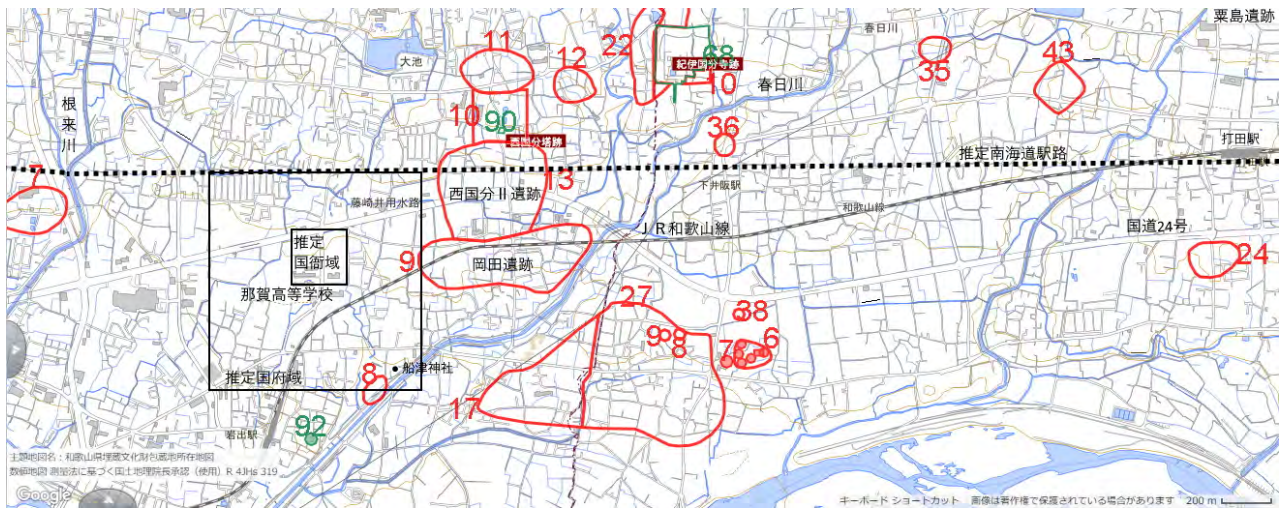 粟島遺跡
11
12
22
68
紀伊国分寺跡
10
1
春日川
春日川
35
43
大池
根来川
10
90
西国分塔跡
36
打田駅
推定南海道駅路
7
13
西国分Ⅱ遺跡
藤崎井用水路
下井阪駅
和歌山線
JR和歌山線
国道24号
推定
国衙域
90
岡田遺跡
24
那賀高等学校
27
38
9
8
8
7
6
推定国府域
8
船津神社
17
92
岩出駅
主題地図名:和歌山県埋蔵文化財包蔵地所在地図
数値地図 測量法に基づく国土地理院長承認(使用)R 4JHs 319
Google
キーボード ショートカット 画像は著作権で保護されている場合があります 200 m